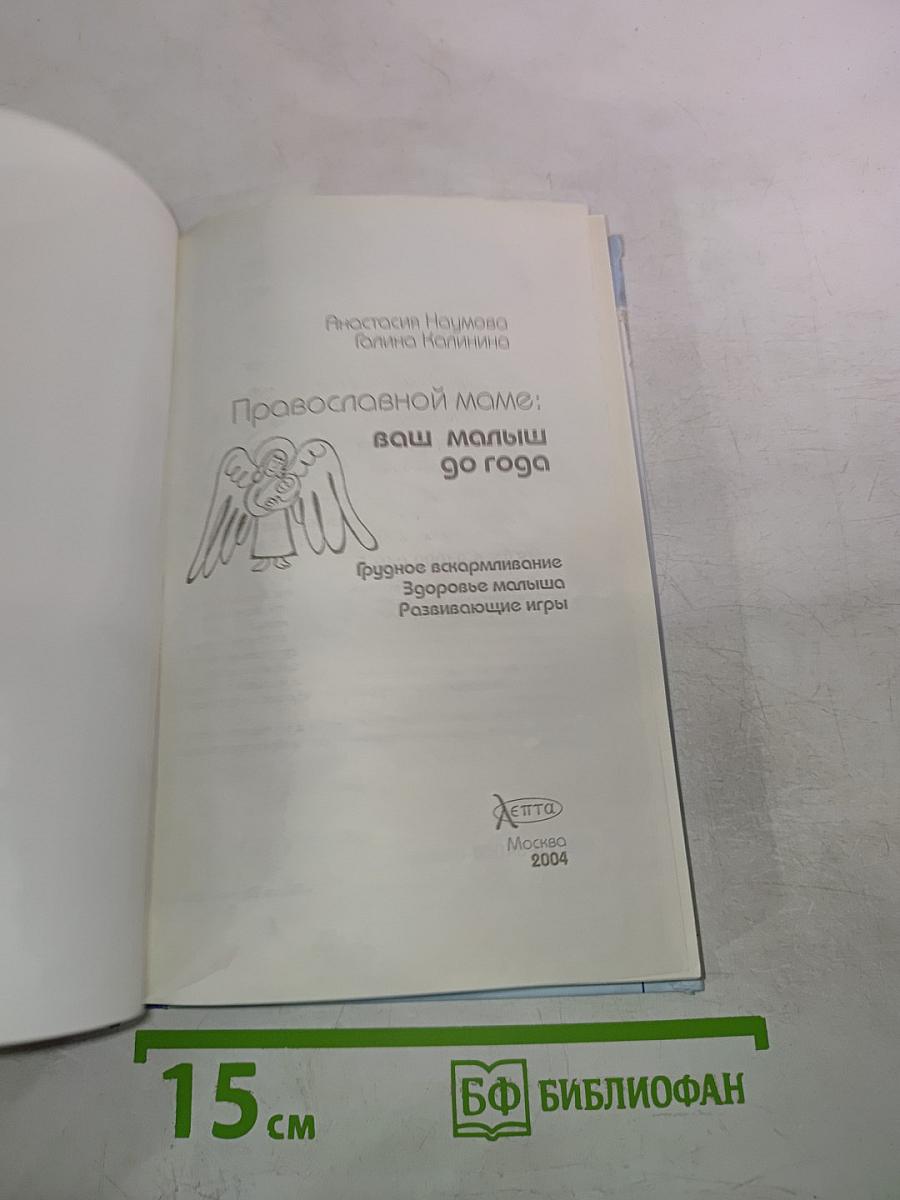 Анастасия Наумова
Галина Калинина
Православной маме:
ваш малыш
до года
Грудное вскармливание
Здоровье малыша
Развивающие игры
Лепта
Москва
2004
15 см
БФ БИБЛИОФАН